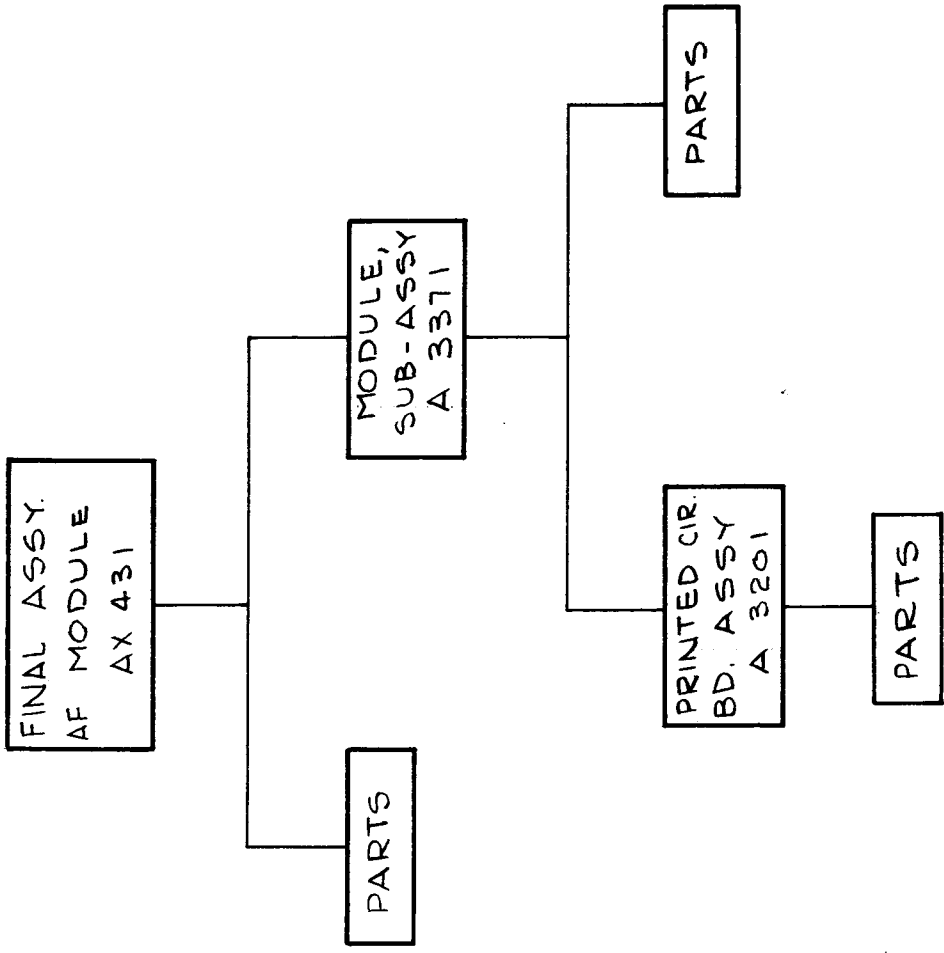 FINAL ASSY.
AF MODULE
AX 431
PARTS
MODULE,
SUB-ASSY
A 3371
PRINTED CIR.
BD. ASSY
A 3201
PARTS
PARTS